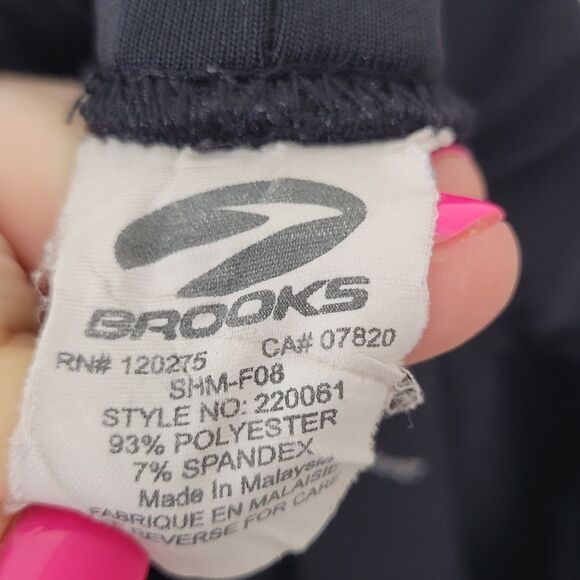 BROOKS
RN# 120275 CA# 07820
SHM-F08
STYLE NO: 220061
93% POLYESTER
7% SPANDEX
Made In Malaysia
FABRIQUE EN MALAISIE
REVERSE FOR CARE